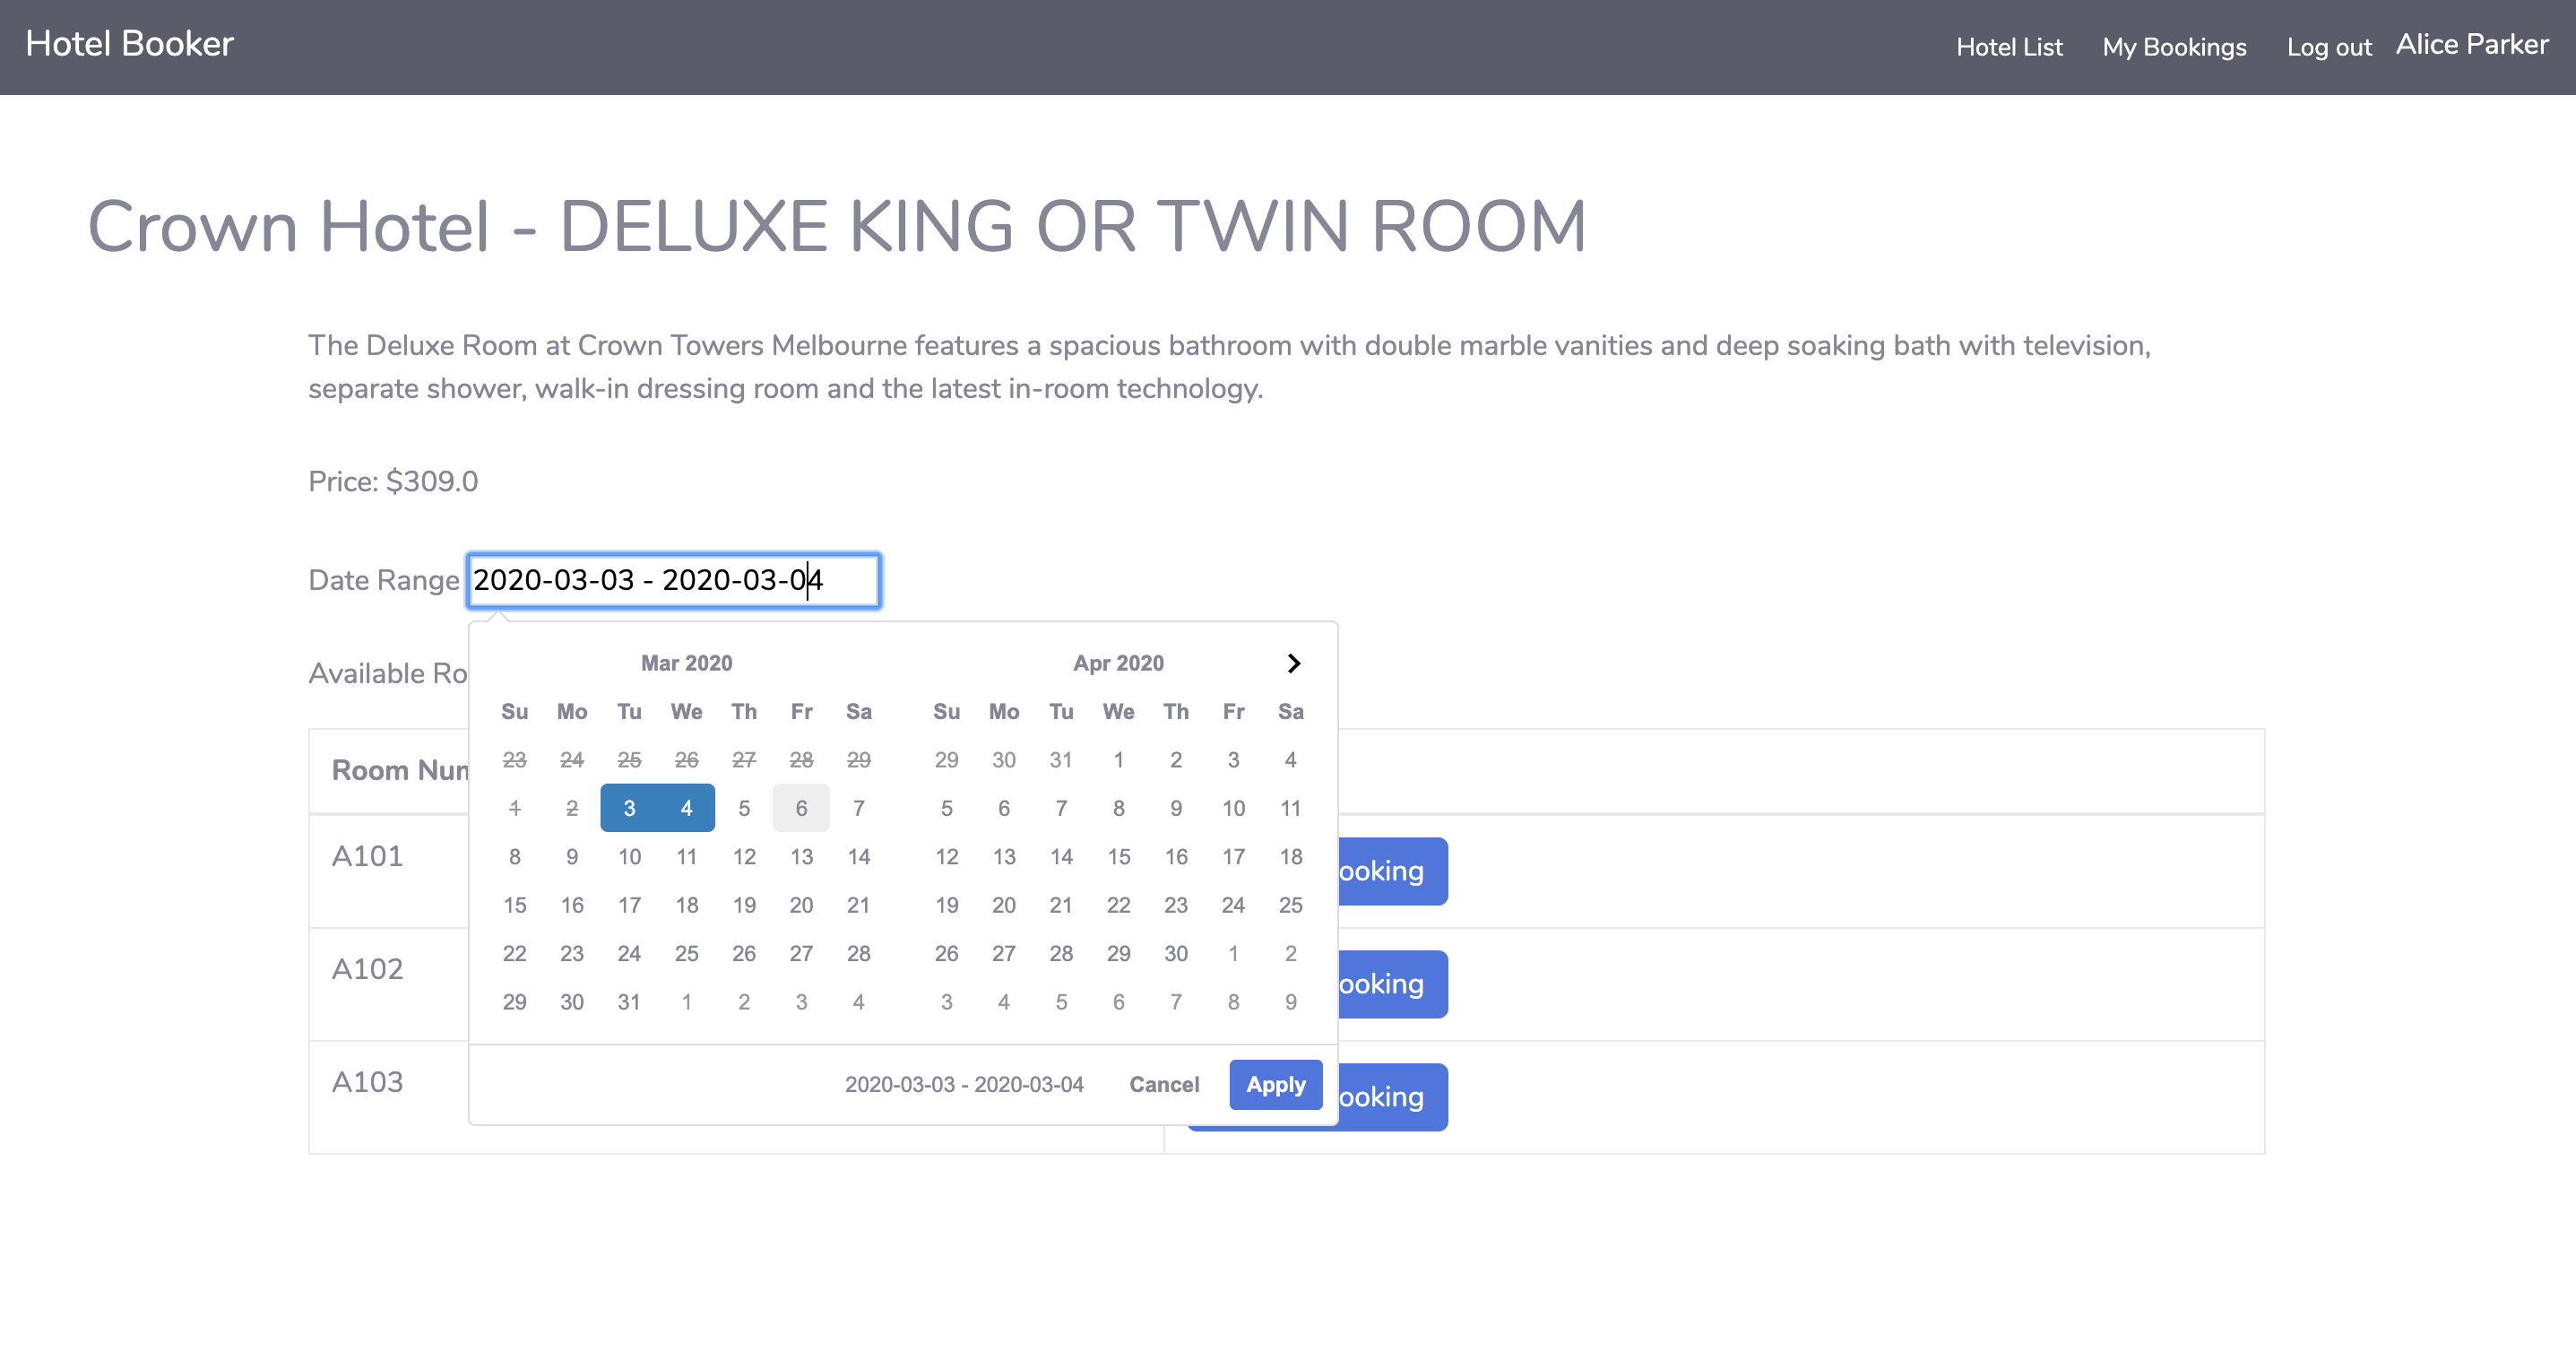 Hotel Booker
Hotel List My Bookings Log out Alice Parker
Crown Hotel - DELUXE KING OR TWIN ROOM
The Deluxe Room at Crown Towers Melbourne features a spacious bathroom with double marble vanities and deep soaking bath with television,
separate shower, walk-in dressing room and the latest in-room technology.
Price: $309.0
Date Range 2020-03-03 - 2020-03-04
Available Ro
Mar 2020 Apr 2020
Su Mo Tu We Th Fr Sa Su Mo Tu We Th Fr Sa
23 24 25 26 27 28 29 29 30 31 1 2 3 4
1 2 3 4 5 6 7 5 6 7 8 9 10 11
8 9 10 11 12 13 14 12 13 14 15 16 17 18
15 16 17 18 19 20 21 19 20 21 22 23 24 25
22 23 24 25 26 27 28 26 27 28 29 30 1 2
29 30 31 1 2 3 4 3 4 5 6 7 8 9
2020-03-03 - 2020-03-04 Cancel Apply
Room Num
A101 ooking
A102 ooking
A103 ooking